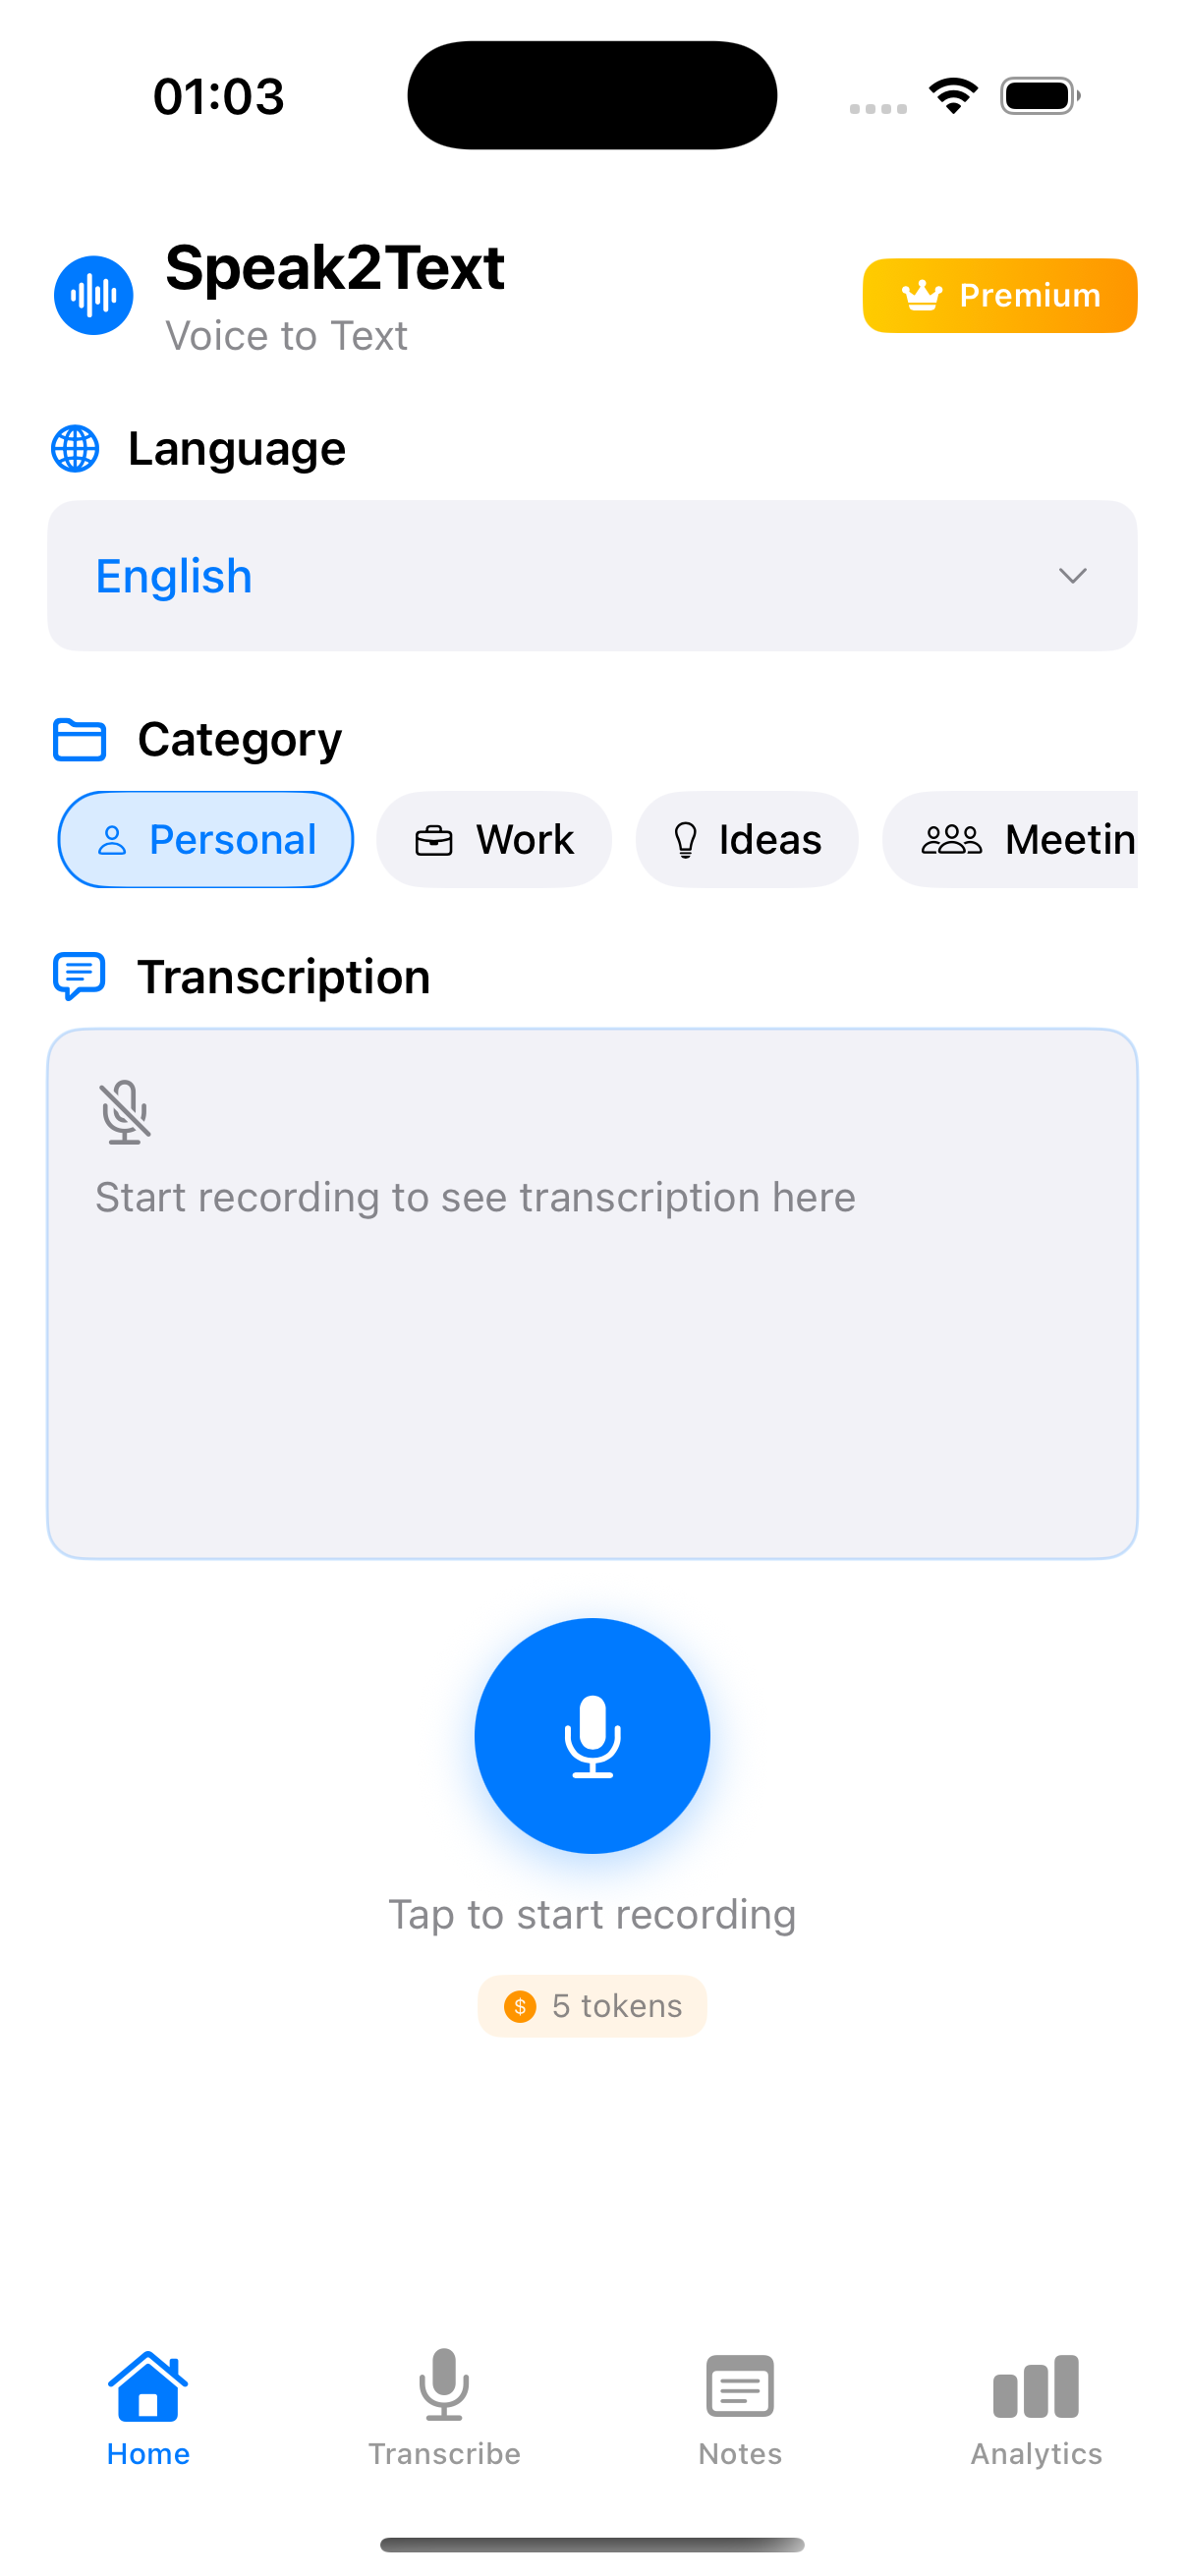 01:03
Speak2Text
Voice to Text
Premium
Language
English
Category
Personal
Work
Ideas
Meetin
Transcription
Start recording to see transcription here
Tap to start recording
$ 5 tokens
Home
Transcribe
Notes
Analytics